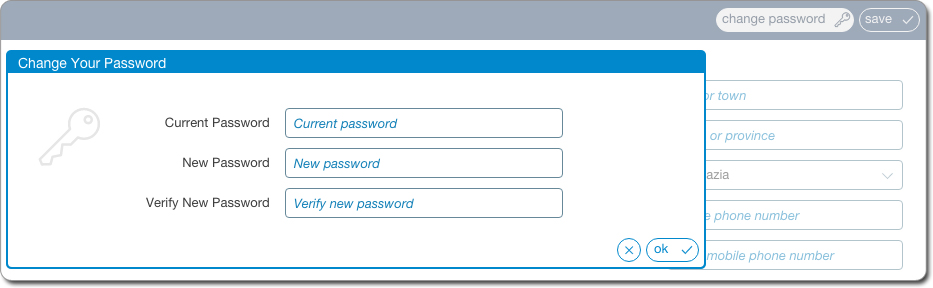 change password
save
Change Your Password
or town
Current Password
Current password
or province
New Password
New password
azia
Verify New Password
Verify new password
phone number
mobile phone number
ok